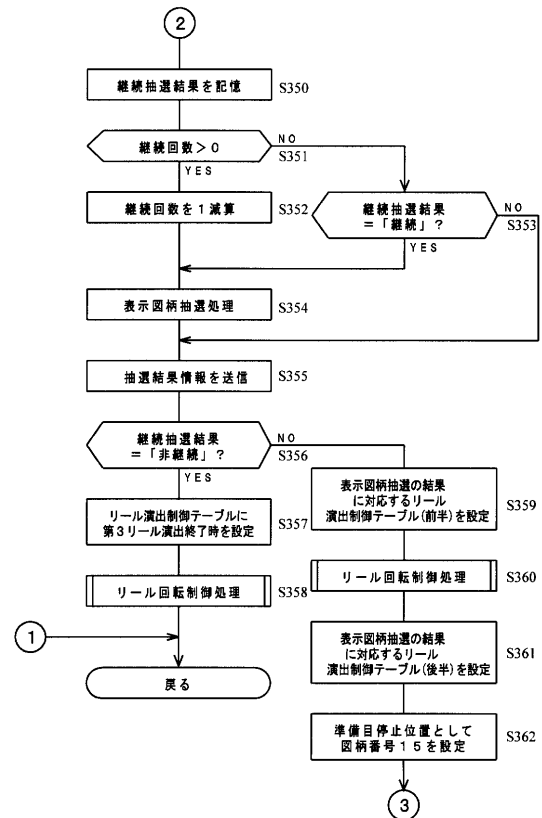 2
継続抽選結果を記憶
S350
継続回数>0
NO
S351
YES
継続回数を1減算
S352
継続抽選結果
=「継続」?
NO
S353
YES
表示図柄抽選処理
S354
抽選結果情報を送信
S355
継続抽選結果
=「非継続」?
NO
S356
YES
リール演出制御テーブルに
第3リール演出終了時を設定
S357
リール回転制御処理
S358
1
戻る
表示図柄抽選の結果
に対応するリール
演出制御テーブル(前半)を設定
S359
リール回転制御処理
S360
表示図柄抽選の結果
に対応するリール
演出制御テーブル(後半)を設定
S361
準備目停止位置として
図柄番号15を設定
S362
3